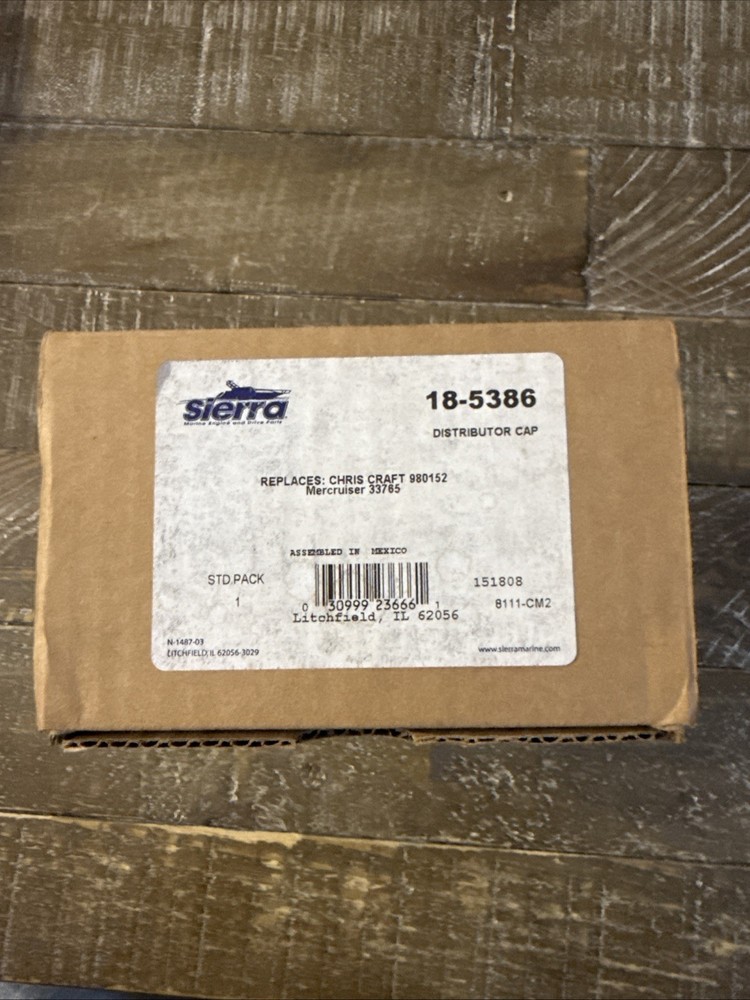 sierra
Marine Engine and Drive Parts
18-5386
DISTRIBUTOR CAP
REPLACES: CHRIS CRAFT 980152
Mercruiser 33765
ASSEMBLED IN MEXICO
STD.PACK
1
0 30999 23666 1
Litchfield, IL 62056
151808
8111-CM2
N-1487-03
LITCHFIELD, IL 62056-3029
www.sierramarine.com